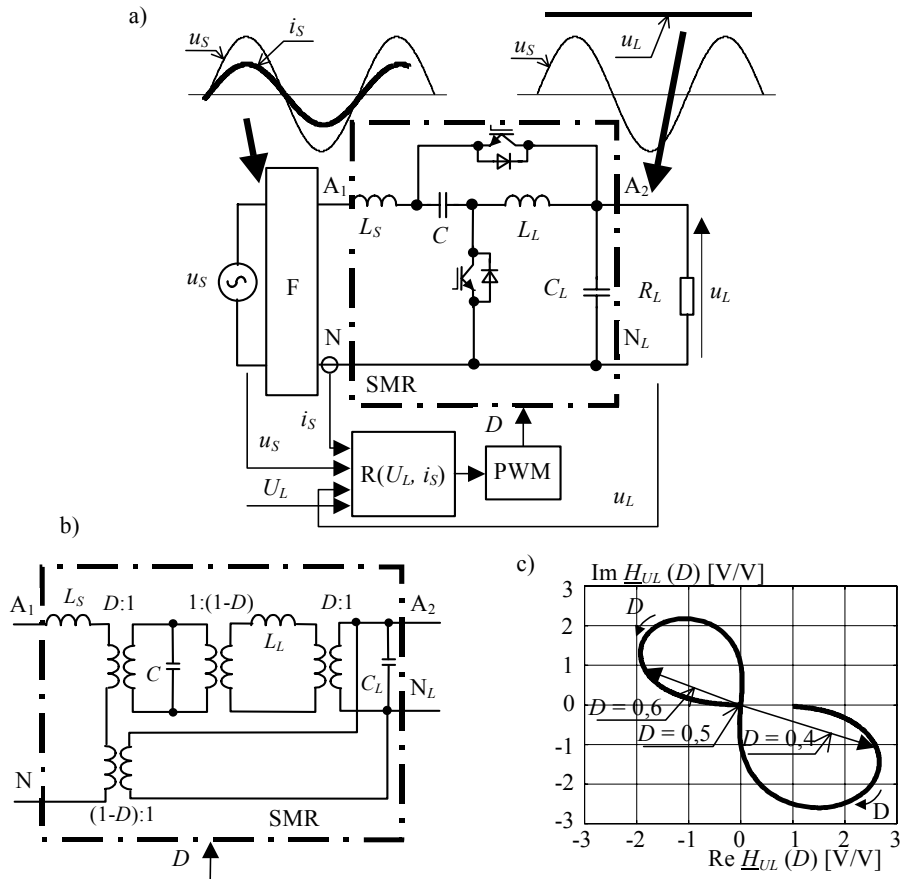 a)
u_S
i_S
u_S
u_L
A₁
A₂
L_S
C
L_L
u_S
F
C_L
R_L
u_L
N
N_L
SMR
i_S
D
u_S
R(U_L, i_S)
PWM
U_L
u_L
b)
A₁
L_S
D:1
1:(1-D)
D:1
A₂
L_L
C
C_L
N_L
N
(1-D):1
SMR
D
c)
Im H_UL (D) [V/V]
3
D
2
1
0
D = 0,6
D = 0,5
D = 0,4
-1
-2
D
-3
-3
-2
-1
0
1
2
3
Re H_UL (D) [V/V]